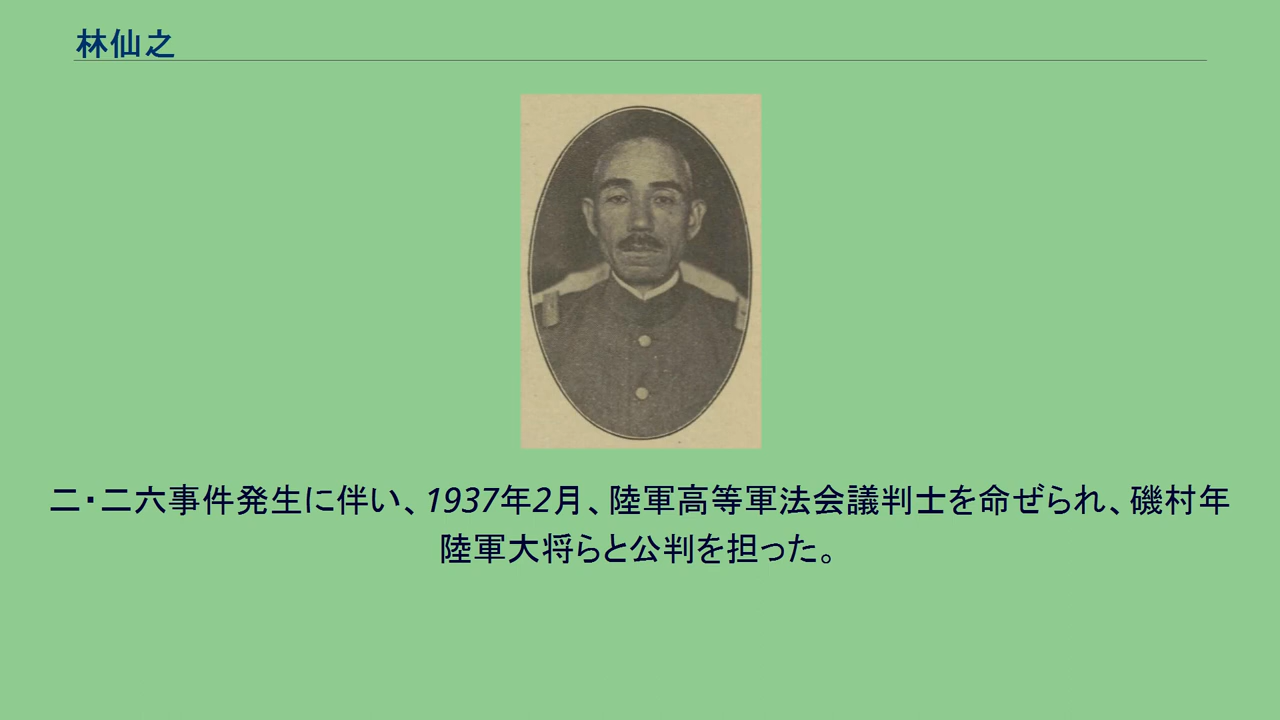 林仙之
二・二六事件発生に伴い、1937年2月、陸軍高等軍法会議判士を命ぜられ、磯村年
陸軍大将らと公判を担った。